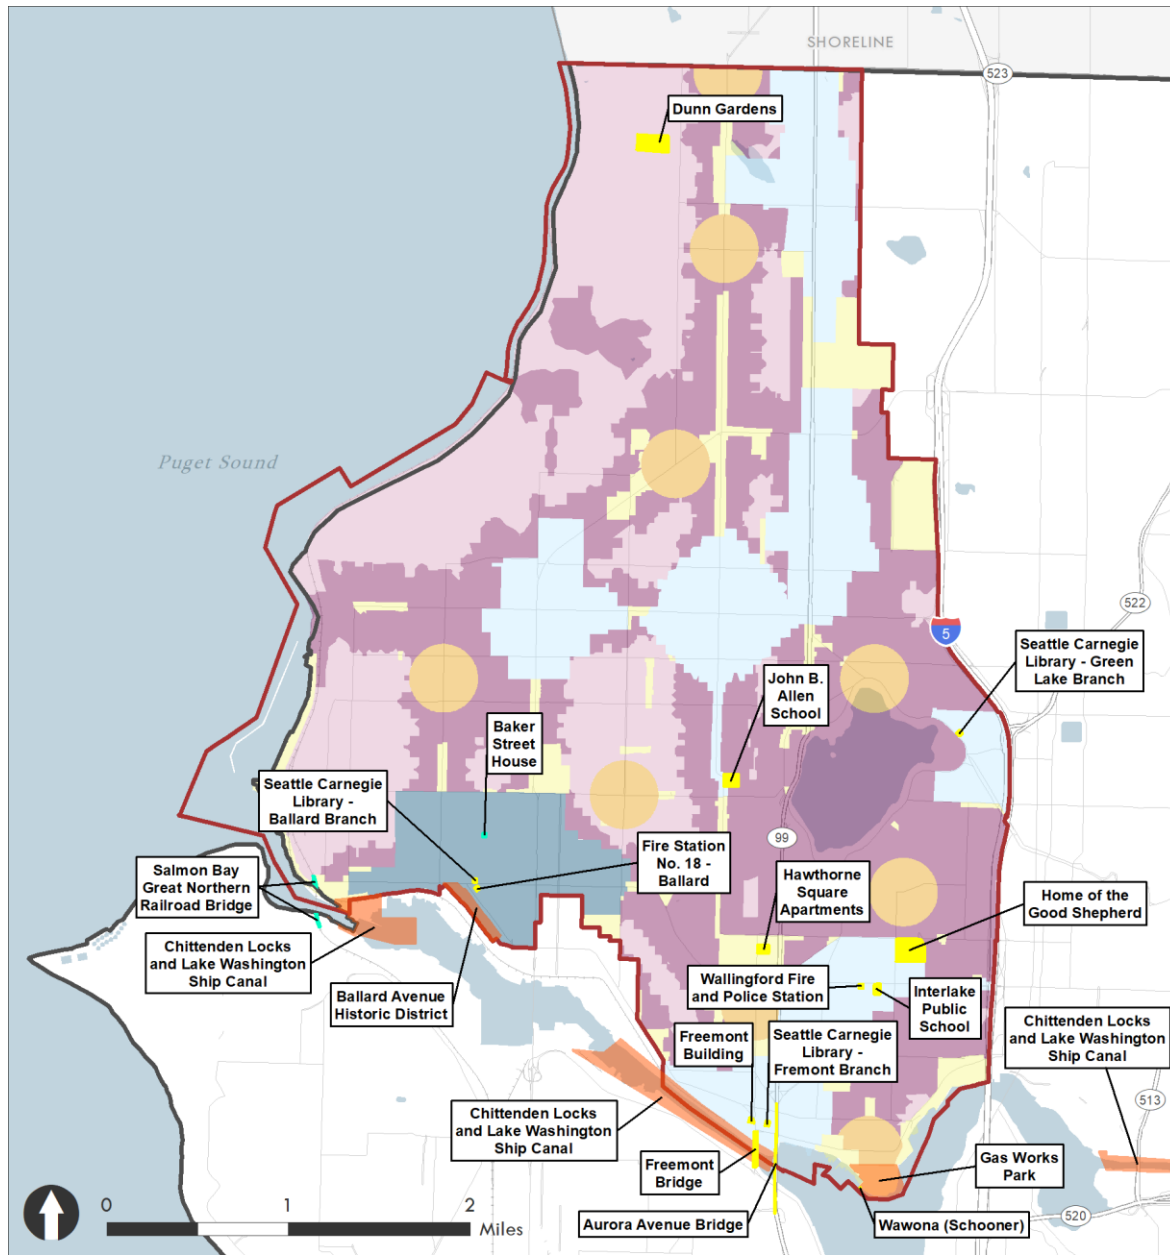 SHORELINE
523
Dunn Gardens
Puget Sound
522
5
Seattle Carnegie
Library - Green
Lake Branch
John B.
Allen
School
Baker
Street
House
Seattle Carnegie
Library -
Ballard Branch
99
Fire Station
No. 18 -
Ballard
Salmon Bay
Great Northern
Railroad Bridge
Hawthorne
Square
Apartments
Home of the
Good Shepherd
Chittenden Locks
and Lake Washington
Ship Canal
Ballard Avenue
Historic District
Wallingford Fire
and Police Station
Interlake
Public
School
Chittenden Locks
and Lake Washington
Ship Canal
Freemont
Building
Seattle Carnegie
Library -
Fremont Branch
513
Chittenden Locks
and Lake Washington
Ship Canal
Freemont
Bridge
Gas Works
Park
Aurora Avenue Bridge
Wawona (Schooner)
520
0
1
2
Miles